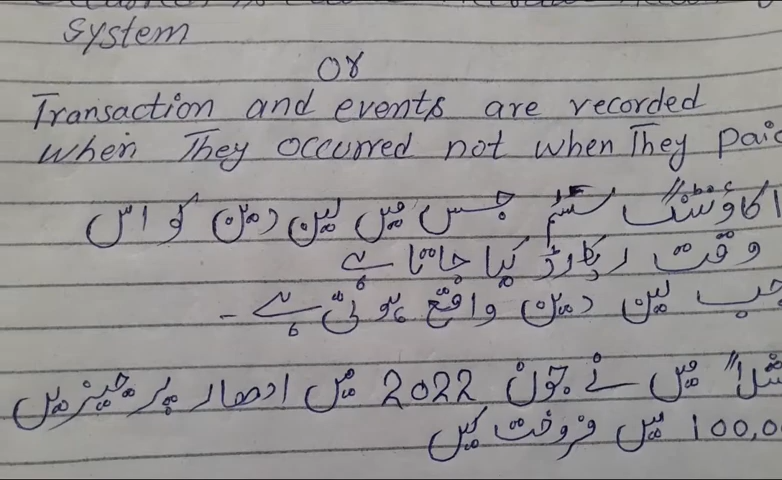 system
or
Transaction and events are recorded
when They occurred not when They paid
اکاؤنٹنگ سسٹم جس میں لین دین کو اس
وقت ریکارڈ کیا جاتا ہے
جب لین دین واقع ہوتی ہے ۔
مثلاً میں نے جون 2022 میں ادھار پر چیزیں
100,0 میں فروخت کیں